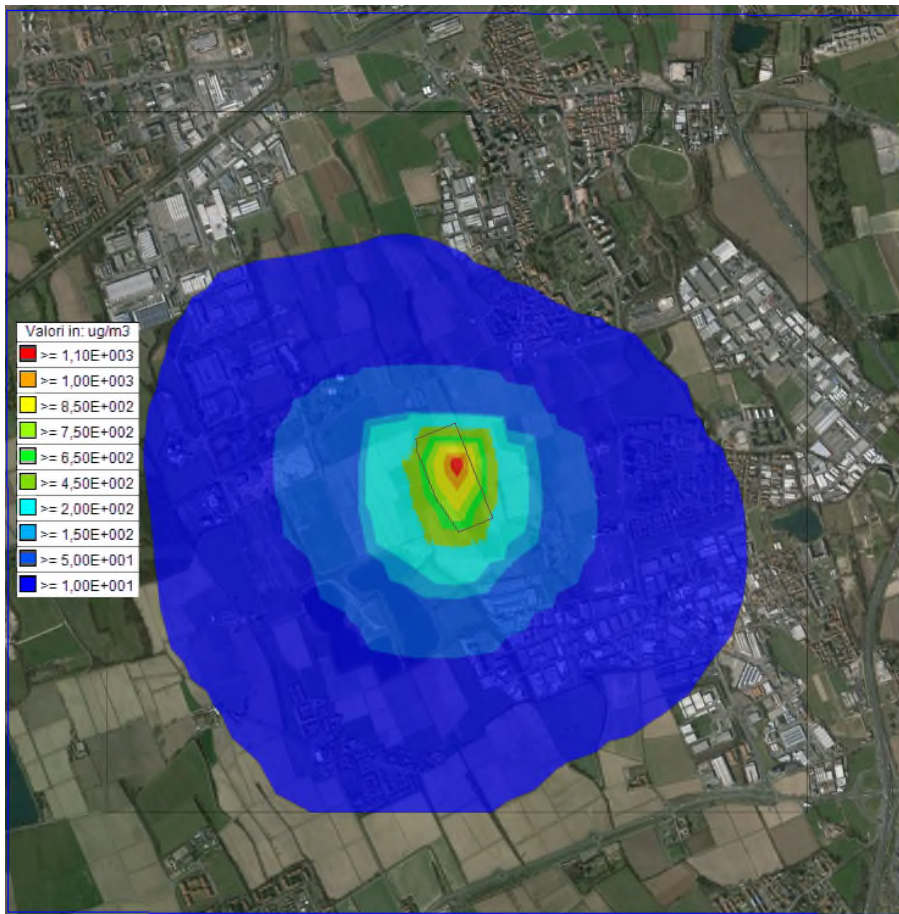 Valori in: ug/m3
>= 1,10E+003
>= 1,00E+003
>= 8,50E+002
>= 7,50E+002
>= 6,50E+002
>= 4,50E+002
>= 2,00E+002
>= 1,50E+002
>= 5,00E+001
>= 1,00E+001